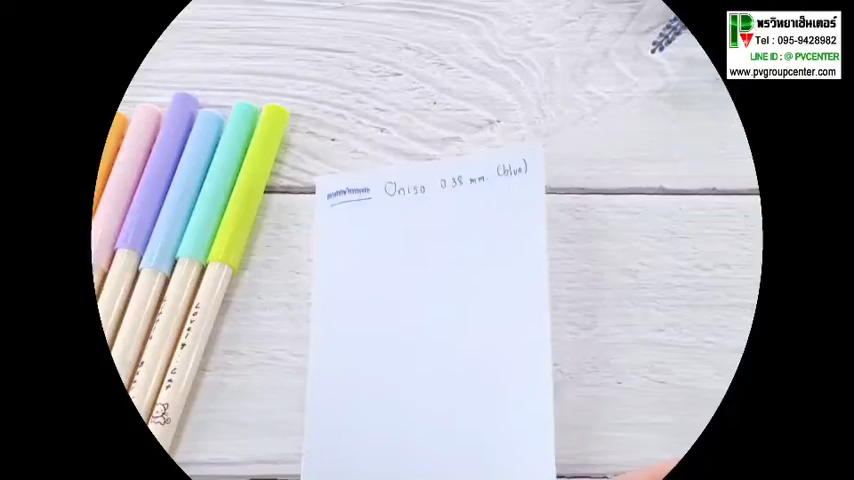 พรวิทยาเซ็นเตอร์
Tel : 095-9428982
LINE ID : @ PVCENTER
www.pvgroupcenter.com
Oniso 0.38 mm. (blue)